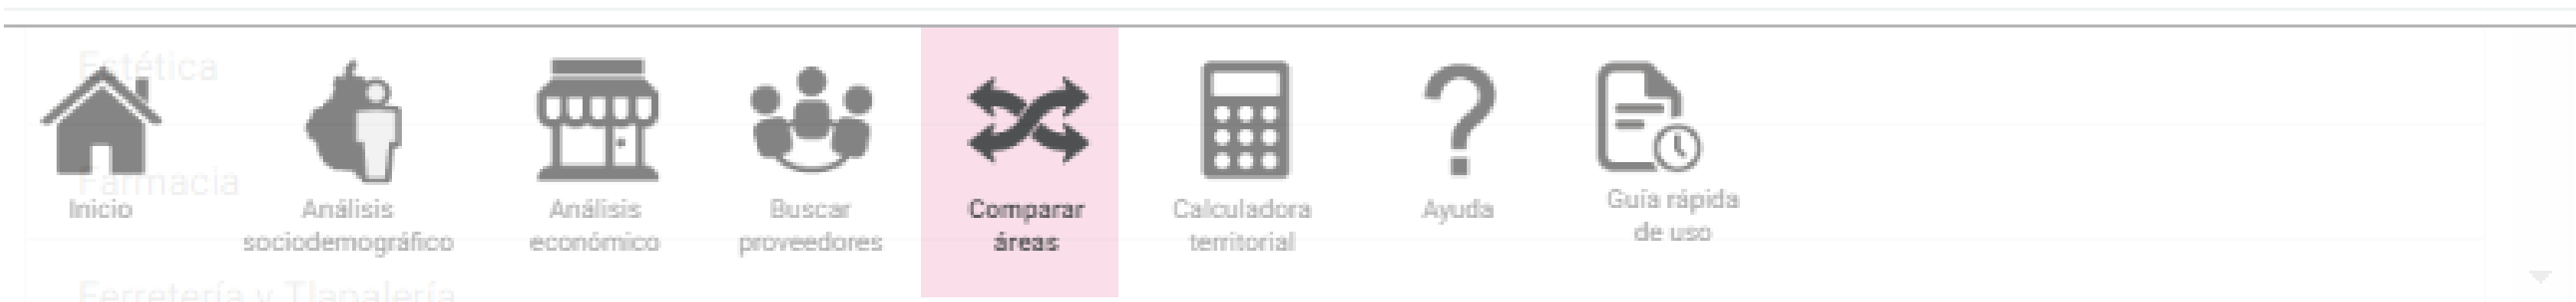 Estética
Farmacia
Inicio
Análisis
sociodemográfico
Análisis
económico
Buscar
proveedores
Comparar
áreas
Calculadora
territorial
Ayuda
Guía rápida
de uso
Ferretería y Tlapalería